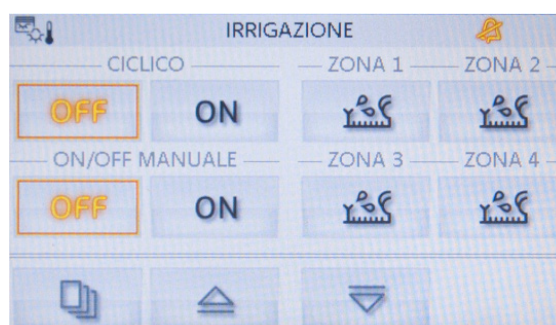 IRRIGAZIONE
CICLICO ZONA 1 ZONA 2
OFF ON
ON/OFF MANUALE ZONA 3 ZONA 4
OFF ON